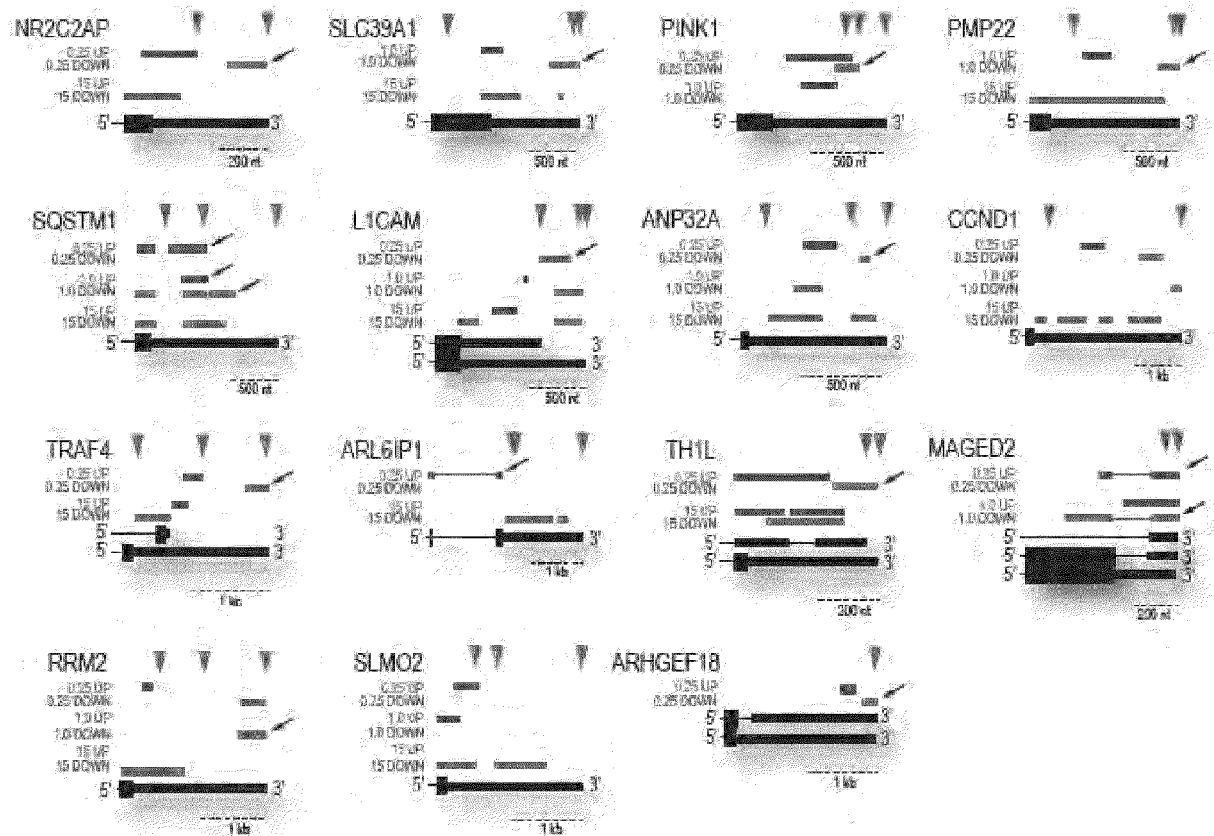 NR2C2AP
0.25 UP
0.25 DOWN
15 UP
15 DOWN
5' 3'
200 nt
SLC39A1
1.0 UP
1.0 DOWN
15 UP
15 DOWN
5' 3'
500 nt
PINK1
0.25 UP
0.25 DOWN
1.0 UP
1.0 DOWN
5' 3'
500 nt
PMP22
1.0 UP
1.0 DOWN
15 UP
15 DOWN
5' 3'
500 nt
SQSTM1
0.25 UP
0.25 DOWN
1.0 UP
1.0 DOWN
15 UP
15 DOWN
5' 3'
500 nt
L1CAM
0.25 UP
0.25 DOWN
1.0 UP
1.0 DOWN
15 UP
15 DOWN
5' 3'
5' 3'
500 nt
ANP32A
0.25 UP
0.25 DOWN
1.0 UP
1.0 DOWN
15 UP
15 DOWN
5' 3'
500 nt
CCND1
0.25 UP
0.25 DOWN
1.0 UP
1.0 DOWN
15 UP
15 DOWN
5' 3'
1 kb
TRAF4
0.25 UP
0.25 DOWN
15 UP
15 DOWN
5' 3'
5' 3'
1 kb
ARL6IP1
0.25 UP
0.25 DOWN
15 UP
15 DOWN
5' 3'
1 kb
TH1L
0.25 UP
0.25 DOWN
15 UP
15 DOWN
5' 3'
5' 3'
200 nt
MAGED2
0.25 UP
0.25 DOWN
1.0 UP
1.0 DOWN
5' 3'
5' 3'
5' 3'
200 nt
RRM2
0.25 UP
0.25 DOWN
1.0 UP
1.0 DOWN
15 UP
15 DOWN
5' 3'
1 kb
SLMO2
0.25 UP
0.25 DOWN
1.0 UP
1.0 DOWN
15 UP
15 DOWN
5' 3'
1 kb
ARHGEF18
0.25 UP
0.25 DOWN
5' 3'
5' 3'
1 kb